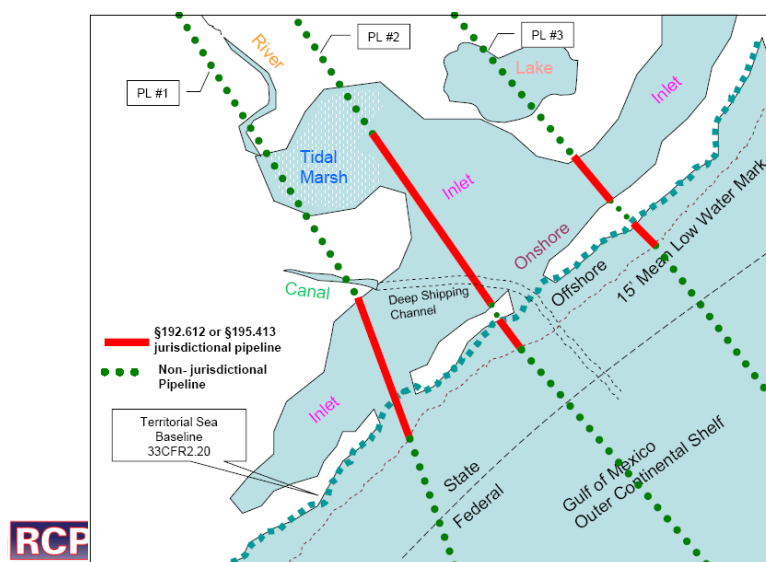 PL #1
River
PL #2
PL #3
Lake
Inlet
Tidal
Marsh
Inlet
Onshore
Offshore
15' Mean Low Water Mark
Canal
Deep Shipping
Channel
§192.612 or §195.413
jurisdictional pipeline
Non- jurisdictional
Pipeline
Inlet
Territorial Sea
Baseline
33CFR2.20
State
Federal
Gulf of Mexico
Outer Continental Shelf
RCP